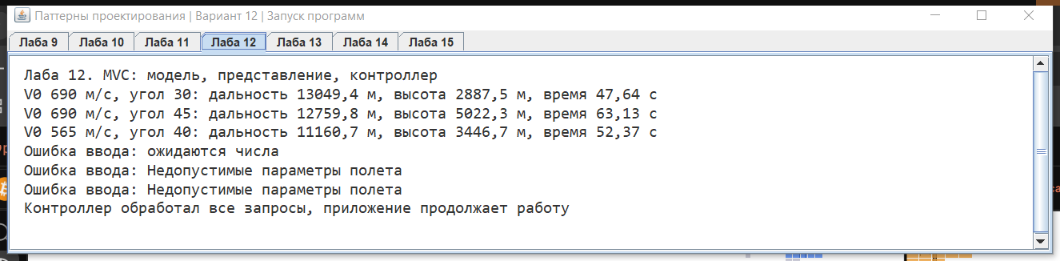 Паттерны проектирования | Вариант 12 | Запуск программ
Лаба 9 Лаба 10 Лаба 11 Лаба 12 Лаба 13 Лаба 14 Лаба 15
Лаба 12. MVC: модель, представление, контроллер
V0 690 м/с, угол 30: дальность 13049,4 м, высота 2887,5 м, время 47,64 с
V0 690 м/с, угол 45: дальность 12759,8 м, высота 5022,3 м, время 63,13 с
V0 565 м/с, угол 40: дальность 11160,7 м, высота 3446,7 м, время 52,37 с
Ошибка ввода: ожидаются числа
Ошибка ввода: Недопустимые параметры полета
Ошибка ввода: Недопустимые параметры полета
Контроллер обработал все запросы, приложение продолжает работу